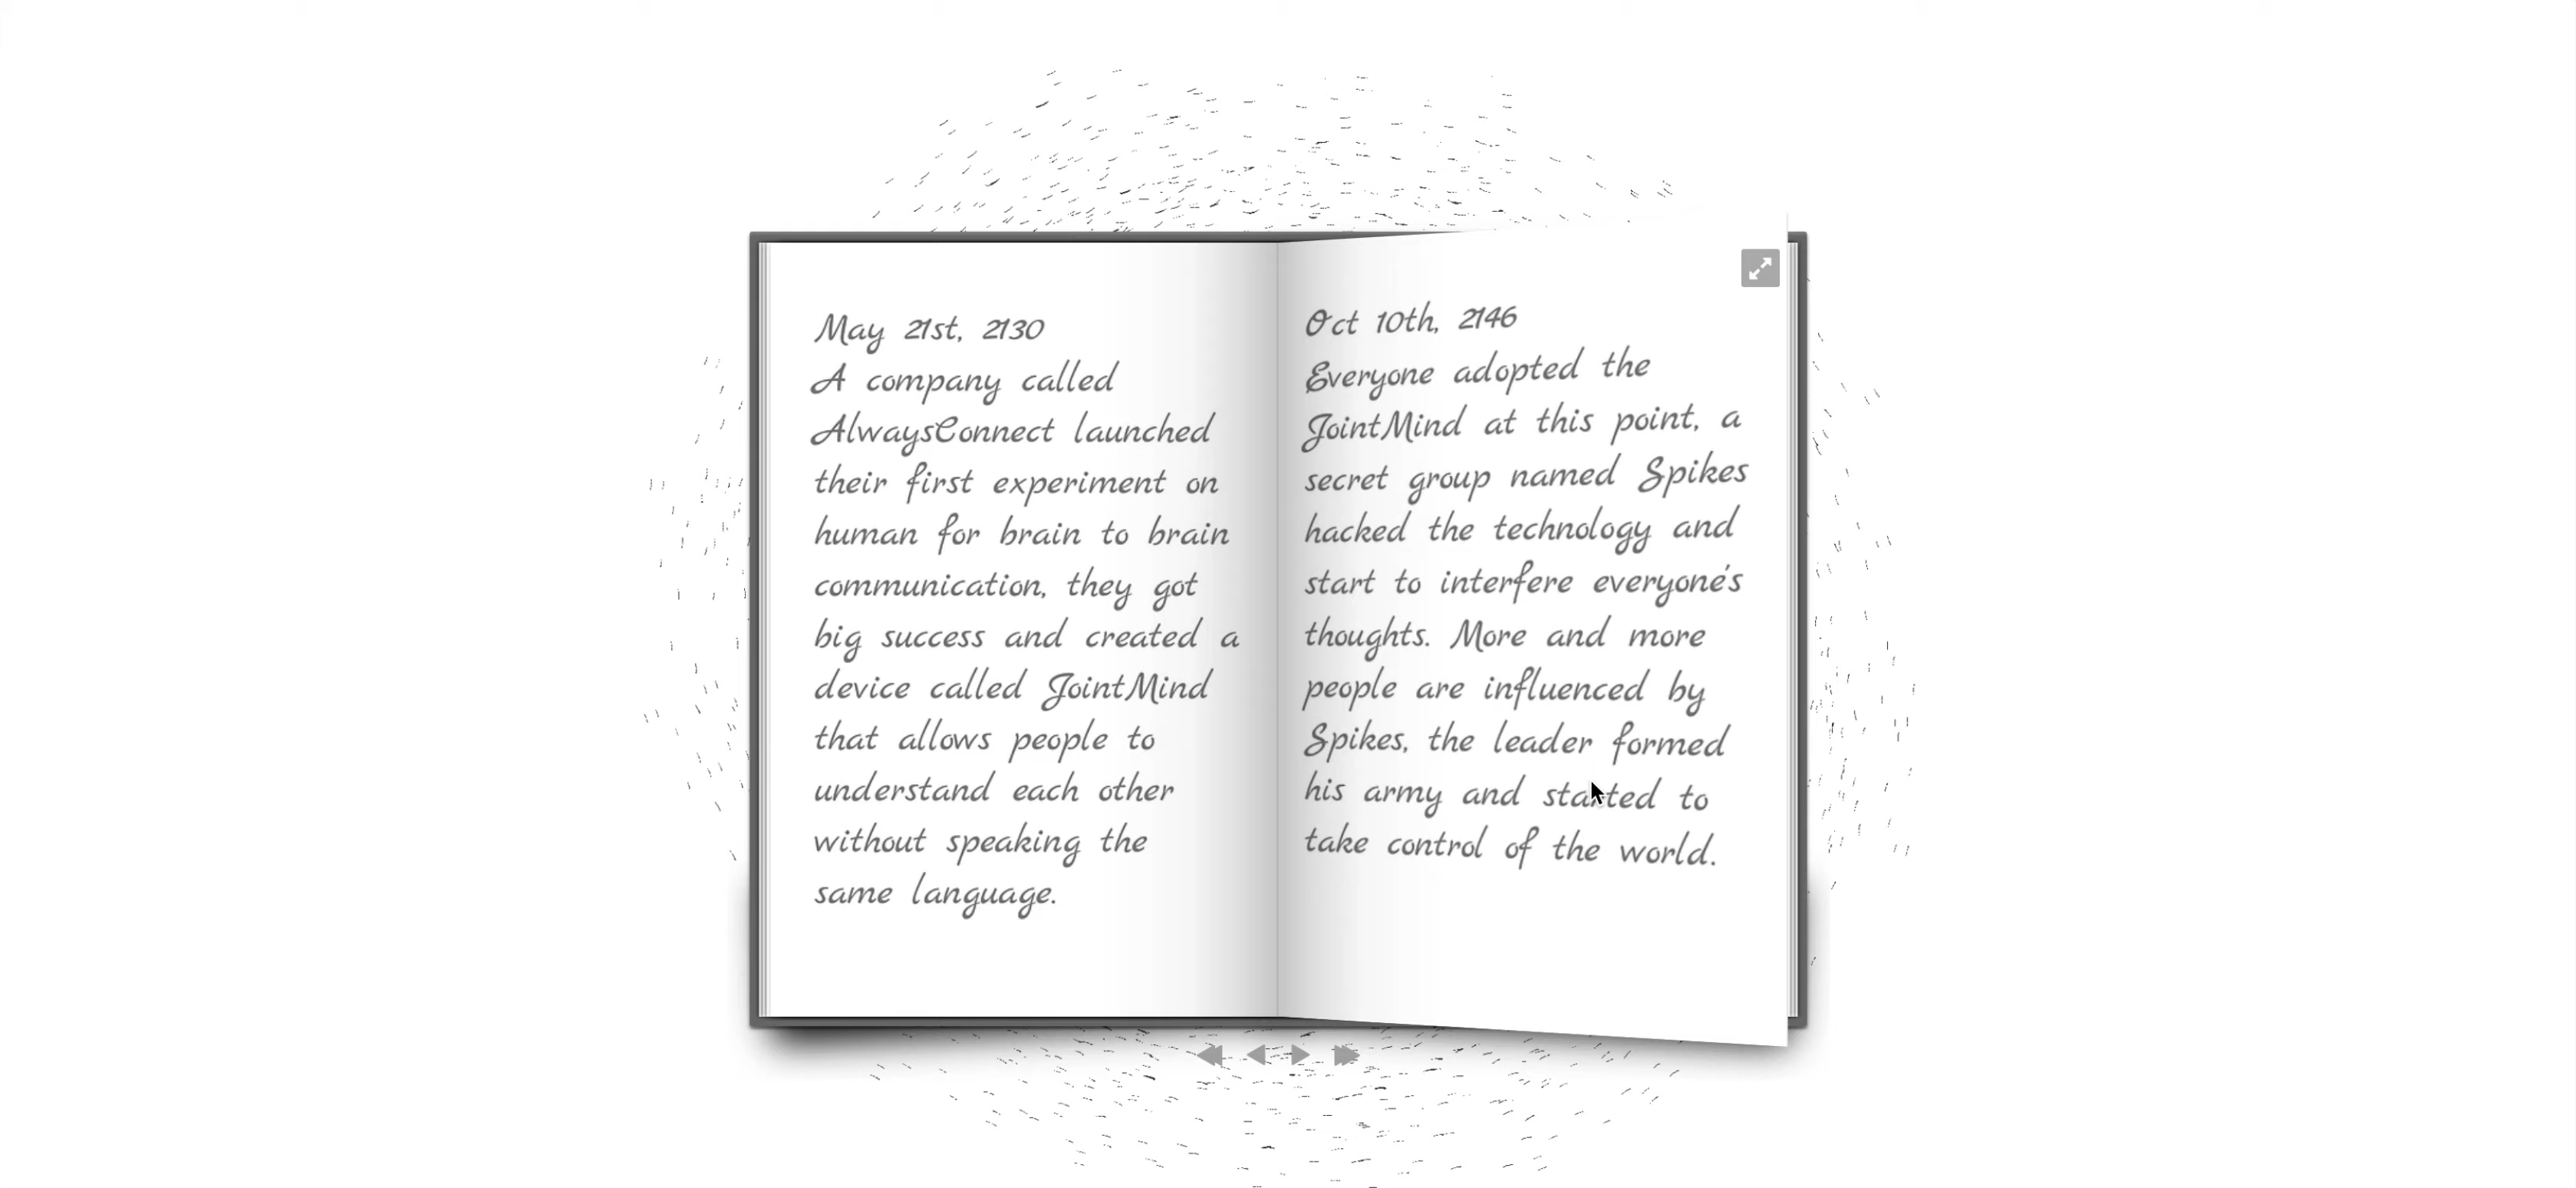 May 21st, 2130
A company called
AlwaysConnect launched
their first experiment on
human for brain to brain
communication, they got
big success and created a
device called JointMind
that allows people to
understand each other
without speaking the
same language.
Oct 10th, 2146
Everyone adopted the
JointMind at this point, a
secret group named Spikes
hacked the technology and
start to interfere everyone's
thoughts. More and more
people are influenced by
Spikes, the leader formed
his army and started to
take control of the world.